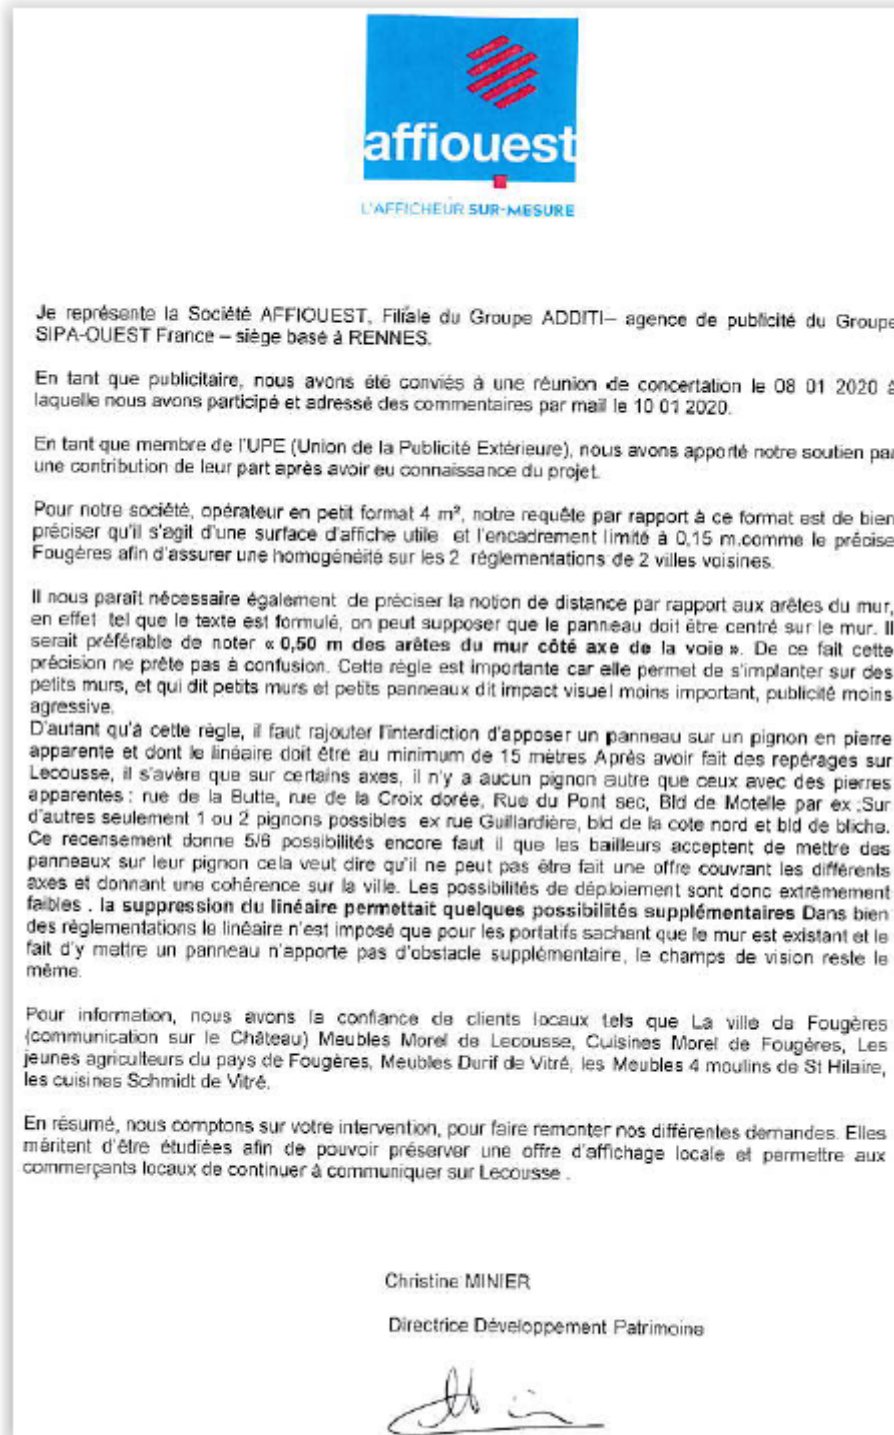 affiouest
L'AFFICHEUR SUR-MESURE
Je représente la Société AFFIOUEST, Filiale du Groupe ADDITI– agence de publicité du Groupe
SIPA-OUEST France – siège basé à RENNES.
En tant que publicitaire, nous avons été conviés à une réunion de concertation le 08 01 2020 à
laquelle nous avons participé et adressé des commentaires par mail le 10 01 2020.
En tant que membre de l'UPE (Union de la Publicité Extérieure), nous avons apporté notre soutien par
une contribution de leur part après avoir eu connaissance du projet.
Pour notre société, opérateur en petit format 4 m², notre requête par rapport à ce format est de bien
préciser qu'il s'agit d'une surface d'affiche utile et l'encadrement limité à 0,15 m.comme le précise
Fougères afin d'assurer une homogénéité sur les 2 réglementations de 2 villes voisines.
Il nous paraît nécessaire également de préciser la notion de distance par rapport aux arêtes du mur,
en effet tel que le texte est formulé, on peut supposer que le panneau doit être centré sur le mur. Il
serait préférable de noter « 0,50 m des arêtes du mur côté axe de la voie ». De ce fait cette
précision ne prête pas à confusion. Cette règle est importante car elle permet de s'implanter sur des
petits murs, et qui dit petits murs et petits panneaux dit impact visuel moins important, publicité moins
agressive.
D'autant qu'à cette règle, il faut rajouter l'interdiction d'apposer un panneau sur un pignon en pierre
apparente et dont le linéaire doit être au minimum de 15 mètres Après avoir fait des repérages sur
Lecousse, il s'avère que sur certains axes, il n'y a aucun pignon autre que ceux avec des pierres
apparentes : rue de la Butte, rue de la Croix dorée, Rue du Pont sec, Bld de Motelle par ex ;Sur
d'autres seulement 1 ou 2 pignons possibles ex rue Guillardière, bld de la cote nord et bld de bliche.
Ce recensement donne 5/6 possibilités encore faut il que les bailleurs acceptent de mettre des
panneaux sur leur pignon cela veut dire qu'il ne peut pas être fait une offre couvrant les différents
axes et donnant une cohérence sur la ville. Les possibilités de déploiement sont donc extrêmement
faibles . la suppression du linéaire permettait quelques possibilités supplémentaires Dans bien
des règlementations le linéaire n'est imposé que pour les portatifs sachant que le mur est existant et le
fait d'y mettre un panneau n'apporte pas d'obstacle supplémentaire, le champs de vision reste le
même.
Pour information, nous avons la confiance de clients locaux tels que La ville de Fougères
(communication sur le Château) Meubles Morel de Lecousse, Cuisines Morel de Fougères, Les
jeunes agriculteurs du pays de Fougères, Meubles Durif de Vitré, les Meubles 4 moulins de St Hilaire,
les cuisines Schmidt de Vitré.
En résumé, nous comptons sur votre intervention, pour faire remonter nos différentes demandes. Elles
méritent d'être étudiées afin de pouvoir préserver une offre d'affichage locale et permettre aux
commerçants locaux de continuer à communiquer sur Lecousse .
Christine MINIER
Directrice Développement Patrimoine